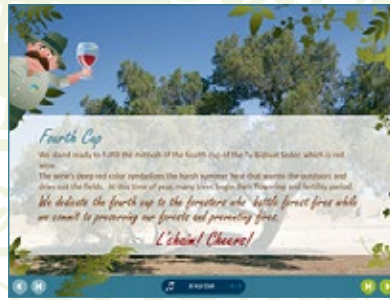 Fourth Cup
We stand ready to fulfill the mitzvah of the fourth cup of the Tu Bishvat Seder, which is red
wine.
The wine's deep red color symbolizes the harsh summer heat that warms the outdoors and
dries out the fields. At this time of year, many trees begin their flowering and fertility period.
We dedicate the fourth cup to the foresters who battle forest fires while
we commit to preserving our forests and preventing fires.
L'chaim! Cheers!